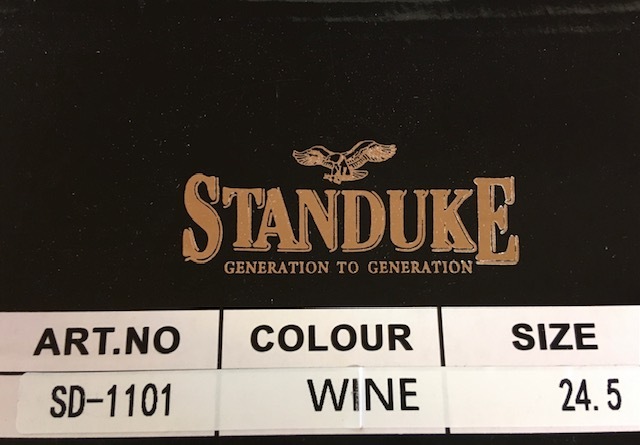 STANDUKE
GENERATION TO GENERATION
ART.NO COLOUR SIZE
SD-1101 WINE 24.5